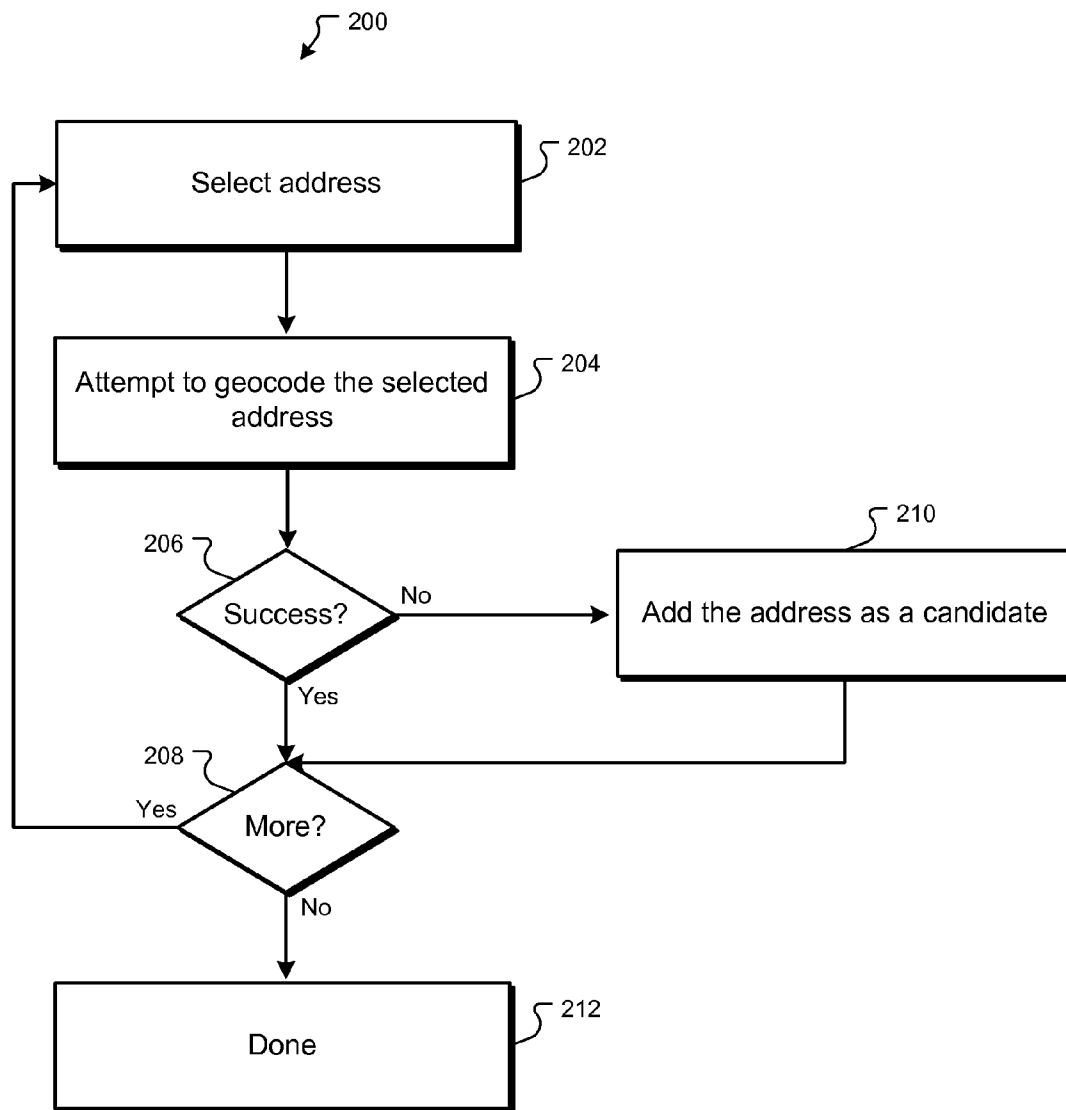 200
Select address
202
Attempt to geocode the selected
address
204
206
Success?
No
Yes
210
Add the address as a candidate
208
Yes
More?
No
Done
212